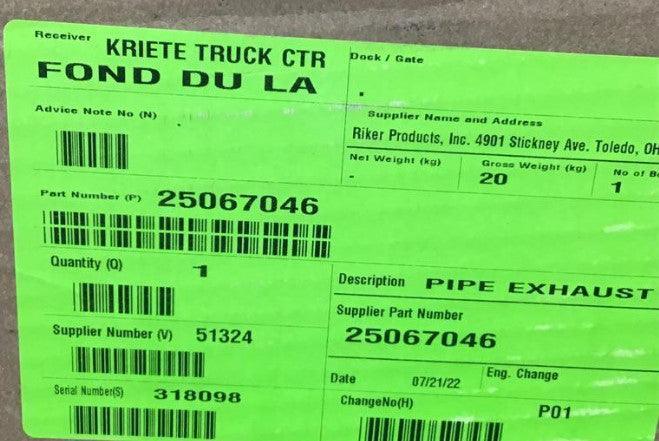 Receiver KRIETE TRUCK CTR
FOND DU LA
Dock / Gate
.
Advice Note No (N)
Supplier Name and Address
Riker Products, Inc. 4901 Stickney Ave. Toledo, OH
Net Weight (kg)
-
Gross Weight (kg)
20
No of B
1
Part Number (P) 25067046
Quantity (Q) 1
Description PIPE EXHAUST
Supplier Part Number
25067046
Supplier Number (V) 51324
Date 07/21/22
Eng. Change
Serial Number(S) 318098
ChangeNo(H) P01